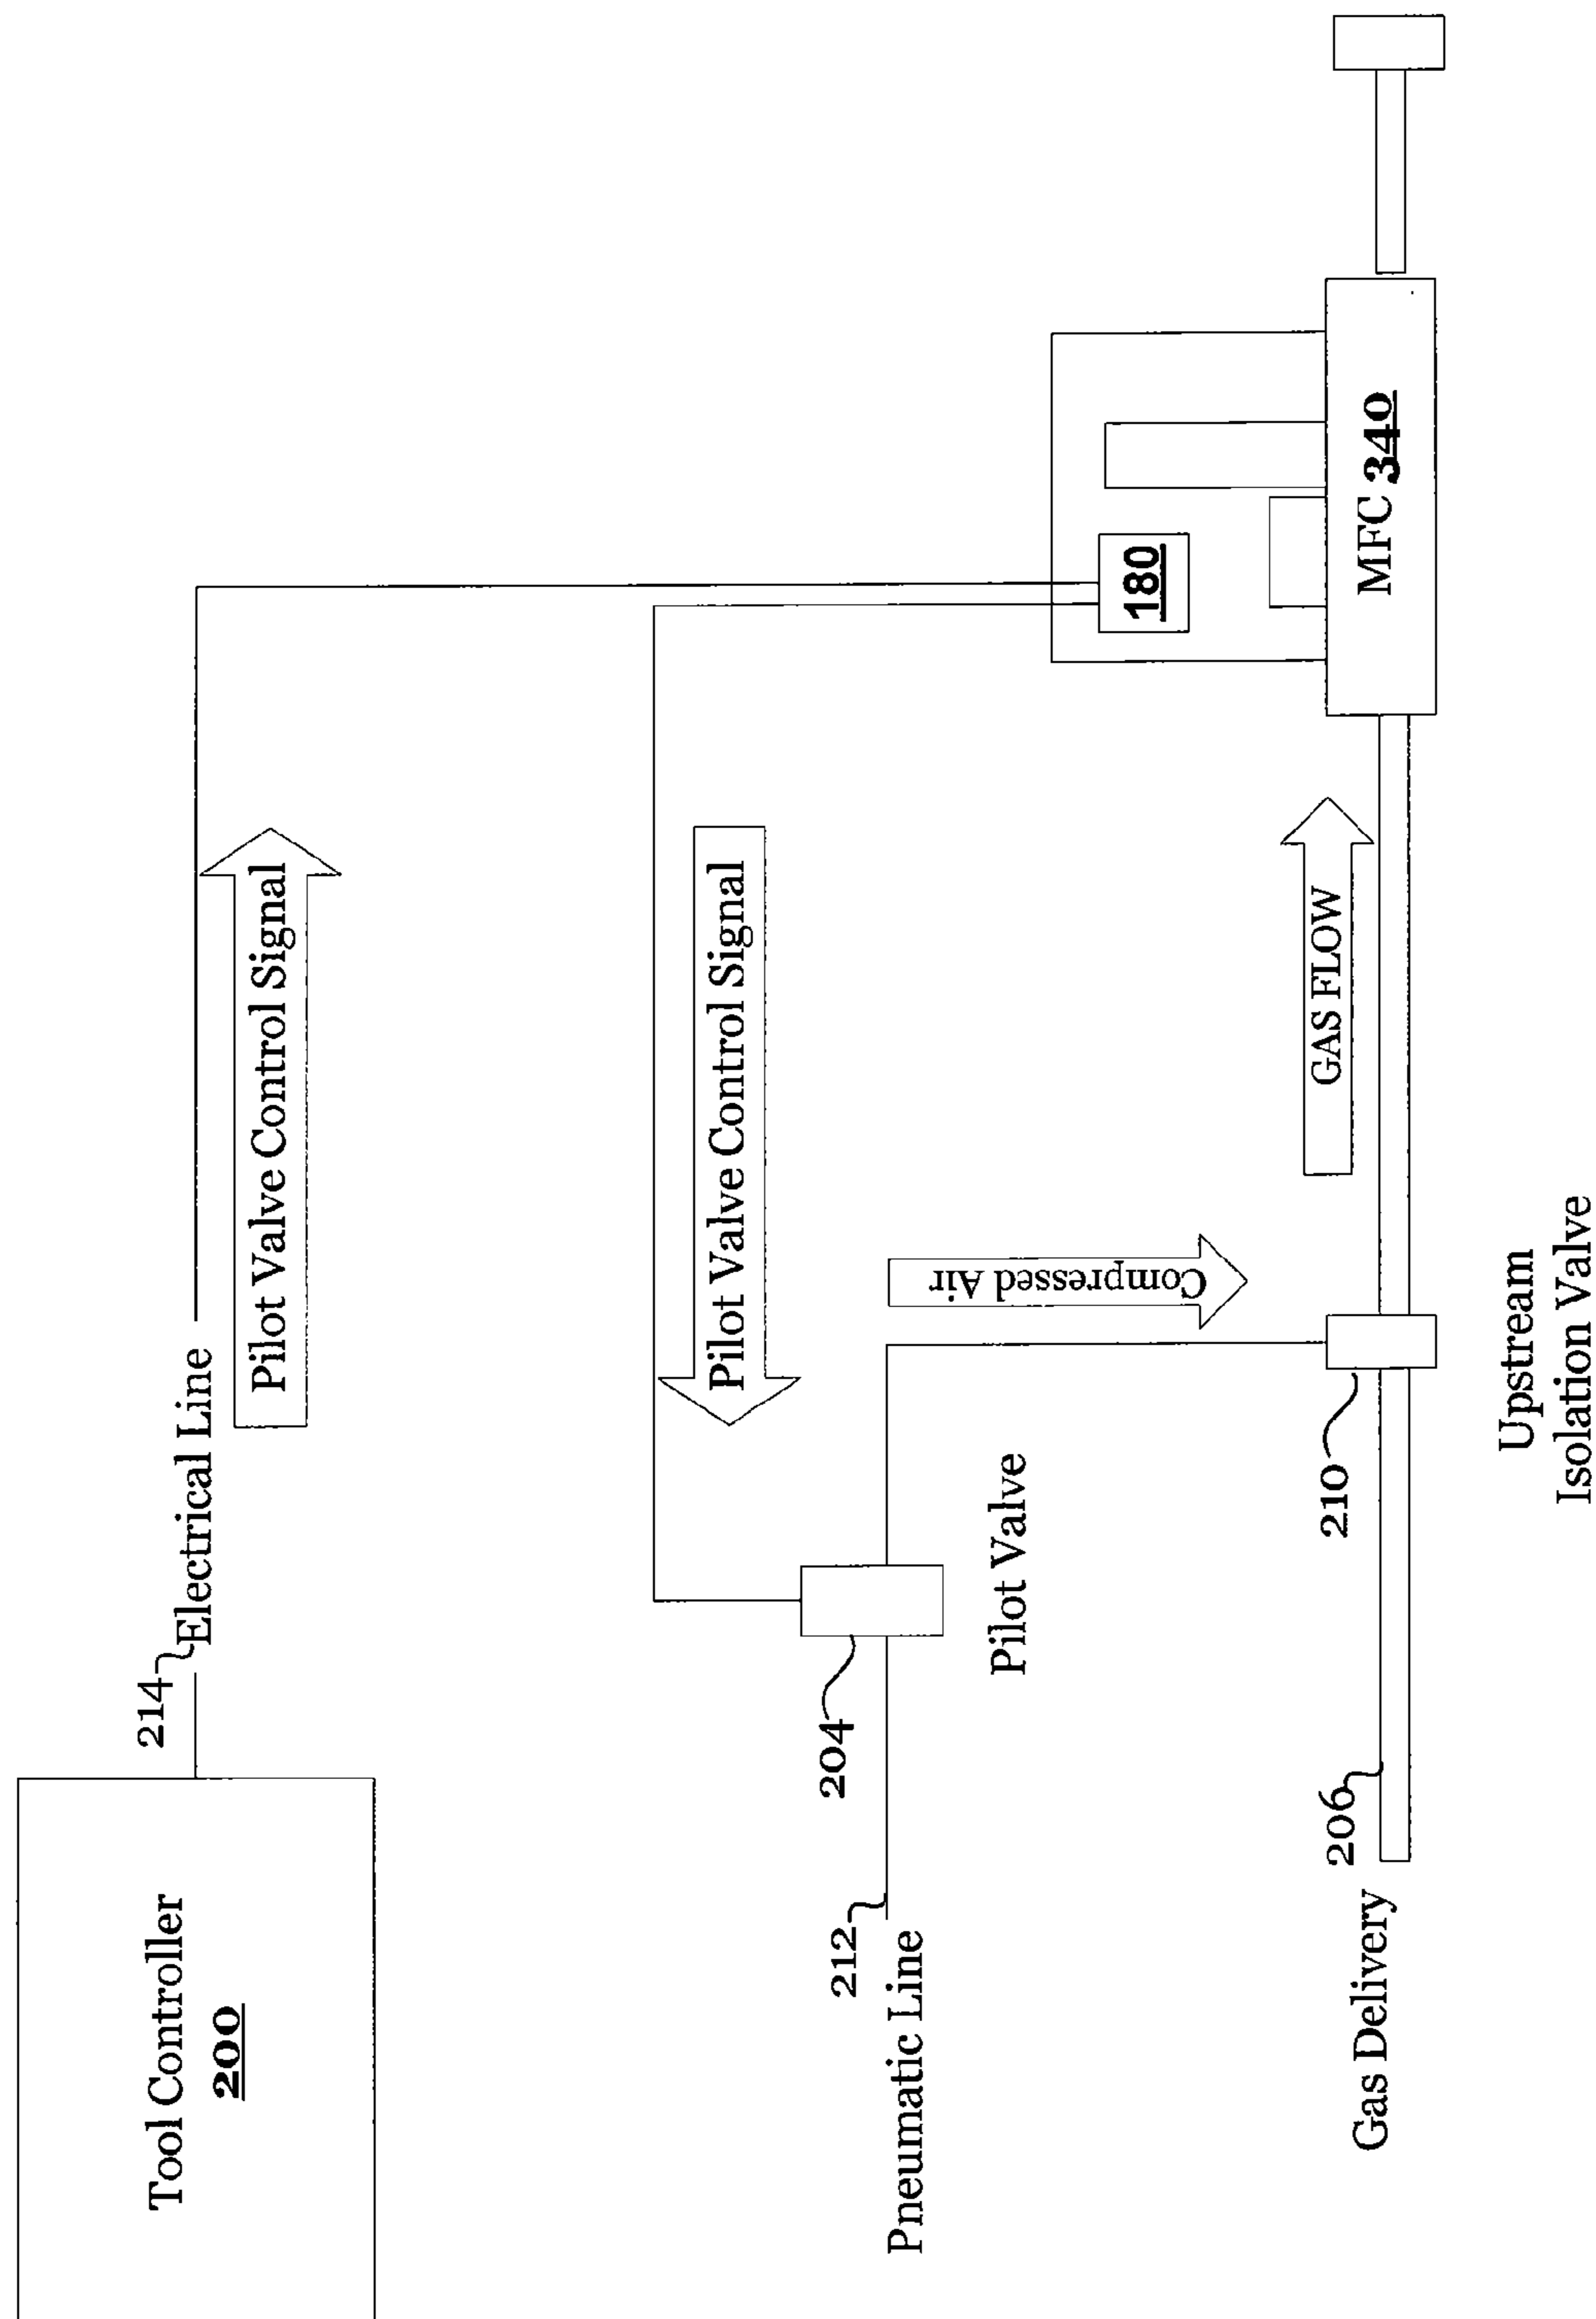 Tool Controller
200
214
Electrical Line
Pilot Valve Control Signal
Pilot Valve Control Signal
204
Pilot Valve
212
Pneumatic Line
Compressed Air
180
MFC 340
GAS FLOW
210
206
Gas Delivery
Upstream
Isolation Valve